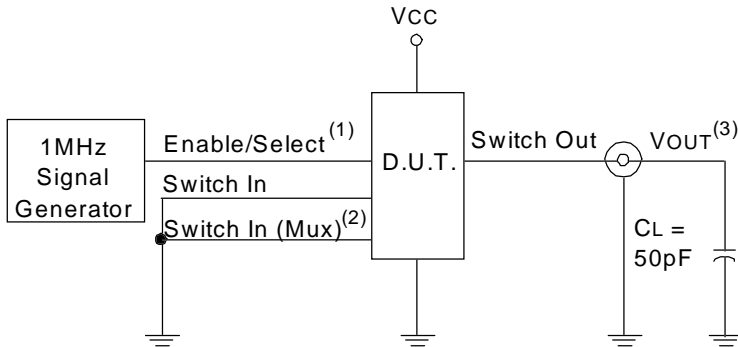 VCC
1MHz
Signal
Generator
Enable/Select(1)
Switch In
Switch In (Mux)(2)
D.U.T.
Switch Out
VOUT(3)
CL =
50pF